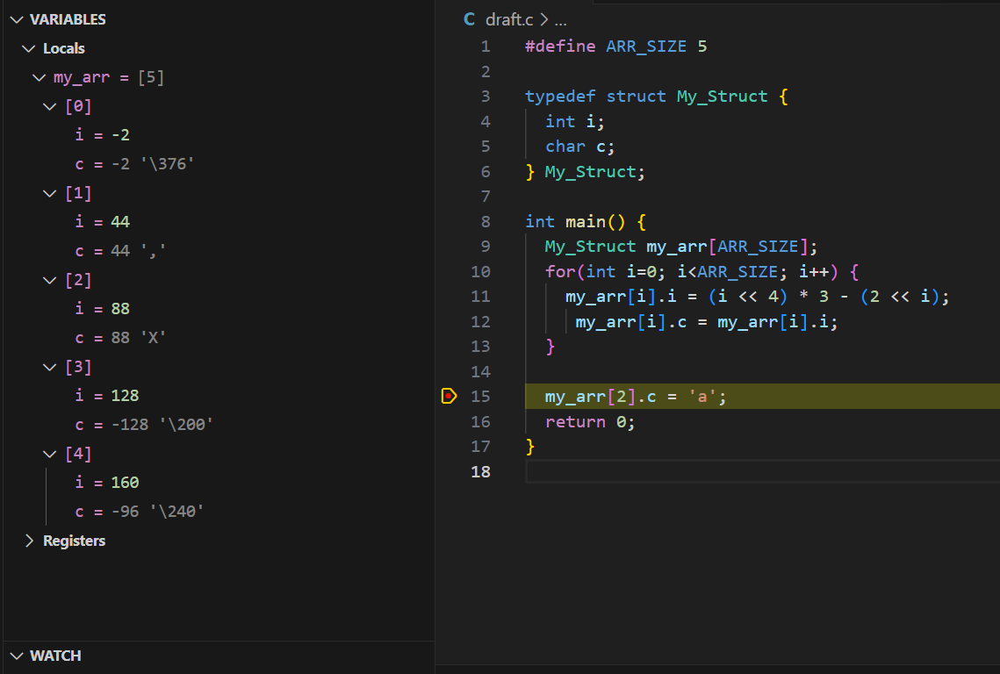 VARIABLES
Locals
my_arr = [5]
[0]
i = -2
c = -2 '\376'
[1]
i = 44
c = 44 ','
[2]
i = 88
c = 88 'X'
[3]
i = 128
c = -128 '\200'
[4]
i = 160
c = -96 '\240'
Registers
WATCH
C draft.c > ...
1 #define ARR_SIZE 5
2
3 typedef struct My_Struct {
4   int i;
5   char c;
6 } My_Struct;
7
8 int main() {
9   My_Struct my_arr[ARR_SIZE];
10   for(int i=0; i<ARR_SIZE; i++) {
11     my_arr[i].i = (i << 4) * 3 - (2 << i);
12      my_arr[i].c = my_arr[i].i;
13   }
14
15   my_arr[2].c = 'a';
16   return 0;
17 }
18